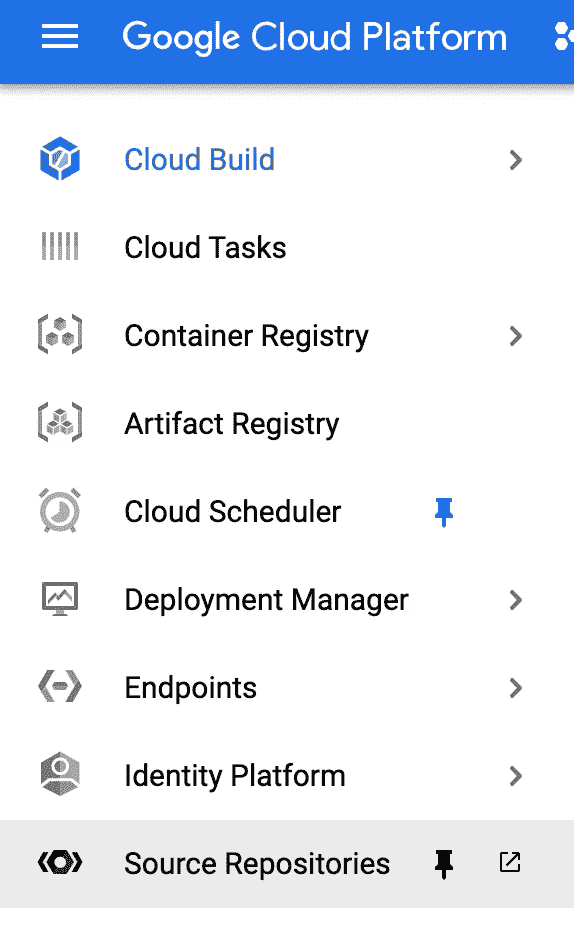 Google Cloud Platform
Cloud Build
Cloud Tasks
Container Registry
Artifact Registry
Cloud Scheduler
Deployment Manager
Endpoints
Identity Platform
Source Repositories